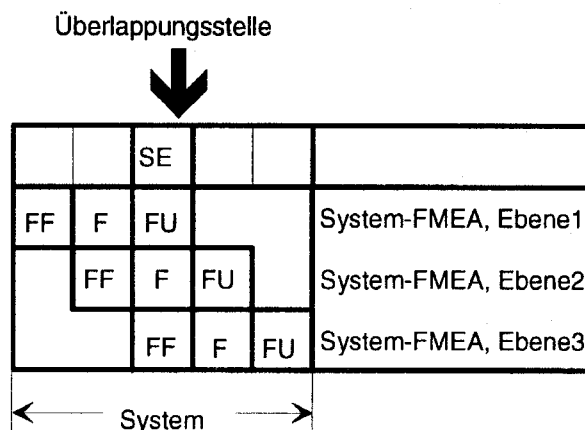 Überlappungsstelle
SE
FF F FU System-FMEA, Ebene1
FF F FU System-FMEA, Ebene2
FF F FU System-FMEA, Ebene3
System